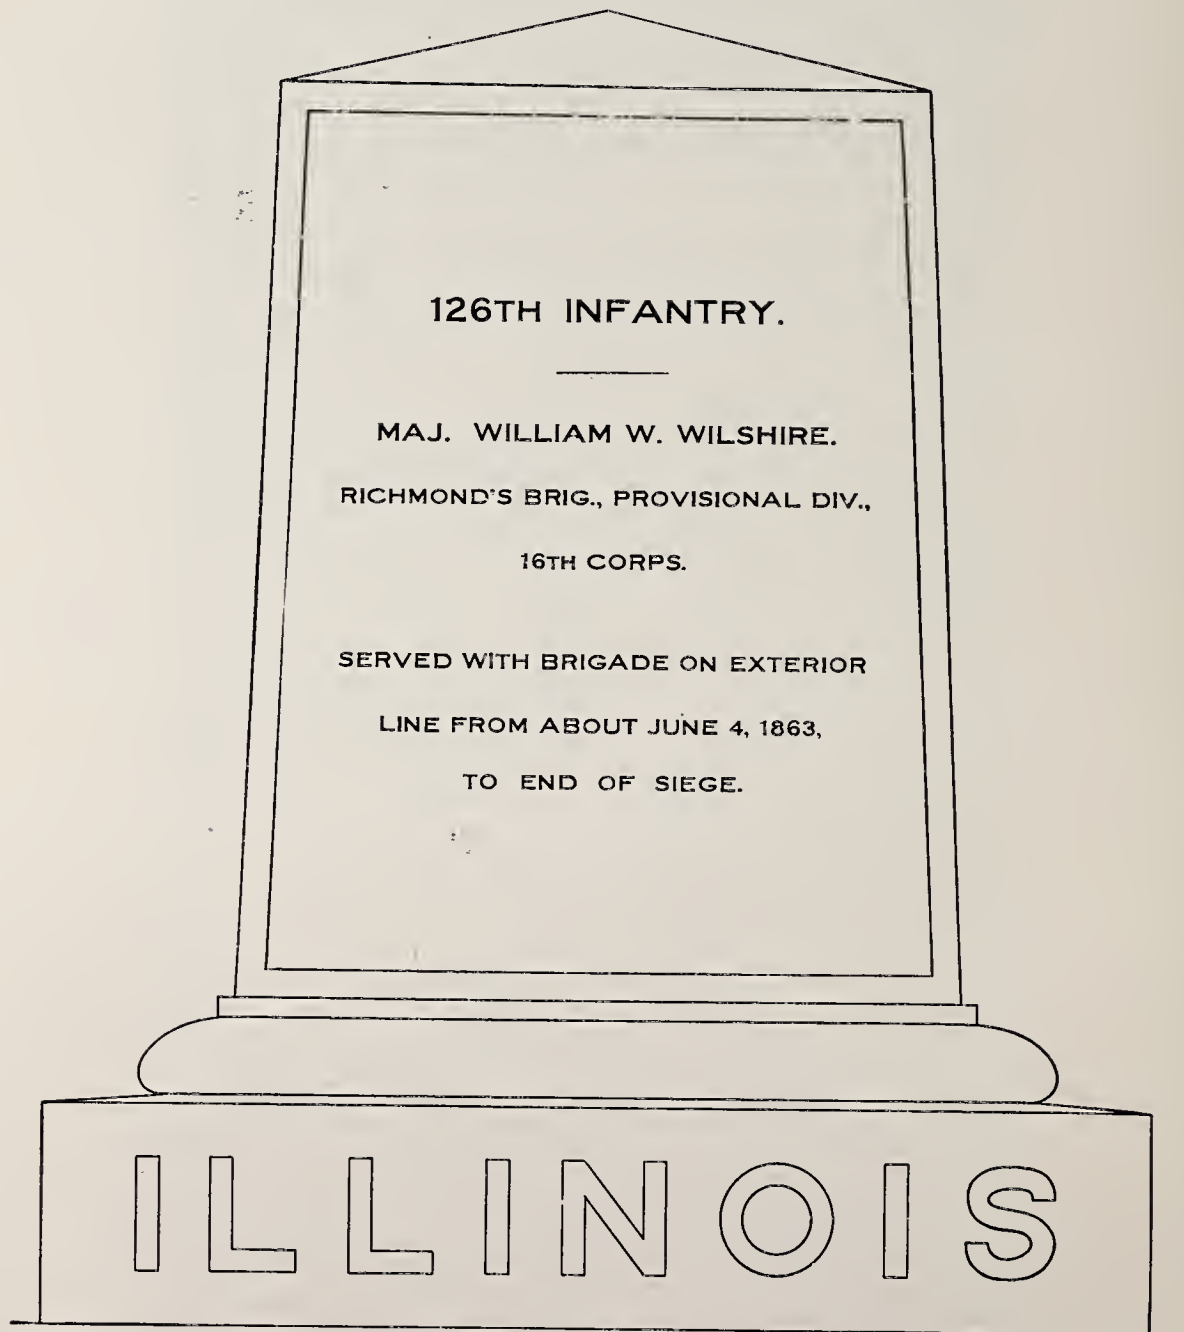 126TH INFANTRY.
MAJ. WILLIAM W. WILSHIRE.
RICHMOND'S BRIG., PROVISIONAL DIV.,
16TH CORPS.
SERVED WITH BRIGADE ON EXTERIOR
LINE FROM ABOUT JUNE 4, 1863,
TO END OF SIEGE.
ILLINOIS